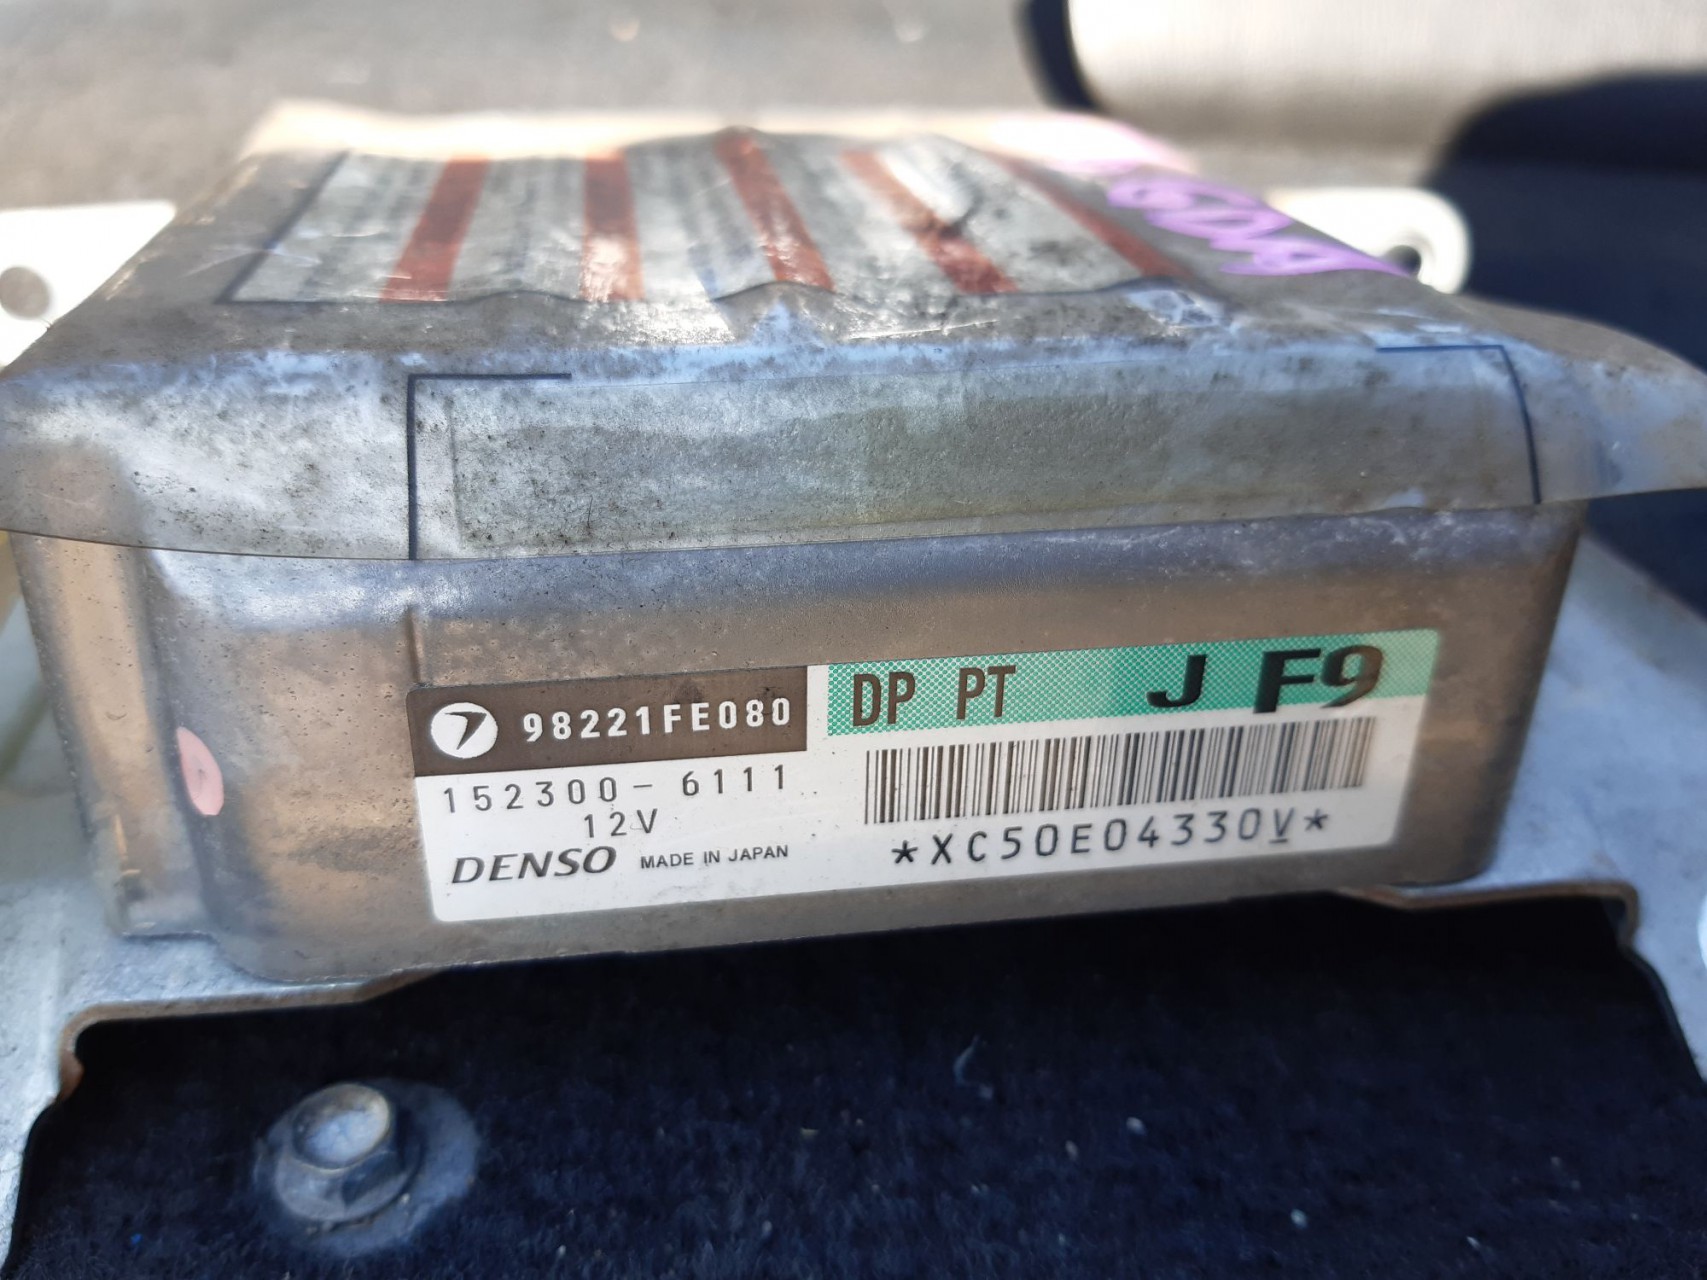 98221FE080
DP PT J F9
152300-6111
12V
DENSO MADE IN JAPAN
*XC50E04330V*